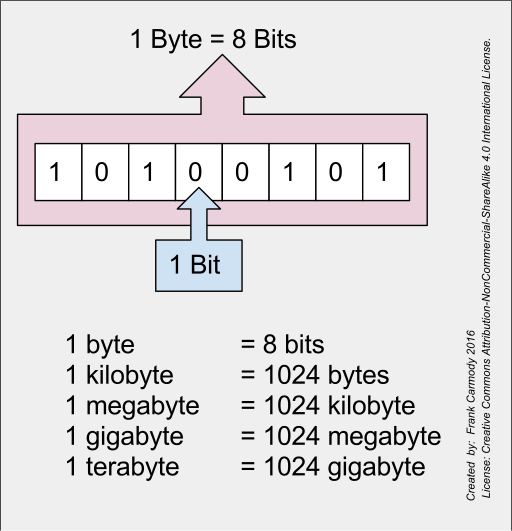 1 Byte = 8 Bits
1 0 1 0 0 1 0 1
1 Bit
1 byte = 8 bits
1 kilobyte = 1024 bytes
1 megabyte = 1024 kilobyte
1 gigabyte = 1024 megabyte
1 terabyte = 1024 gigabyte
Created by: Frank Carmody 2016
License: Creative Commons Attribution-NonCommercial-ShareAlike 4.0 International License.